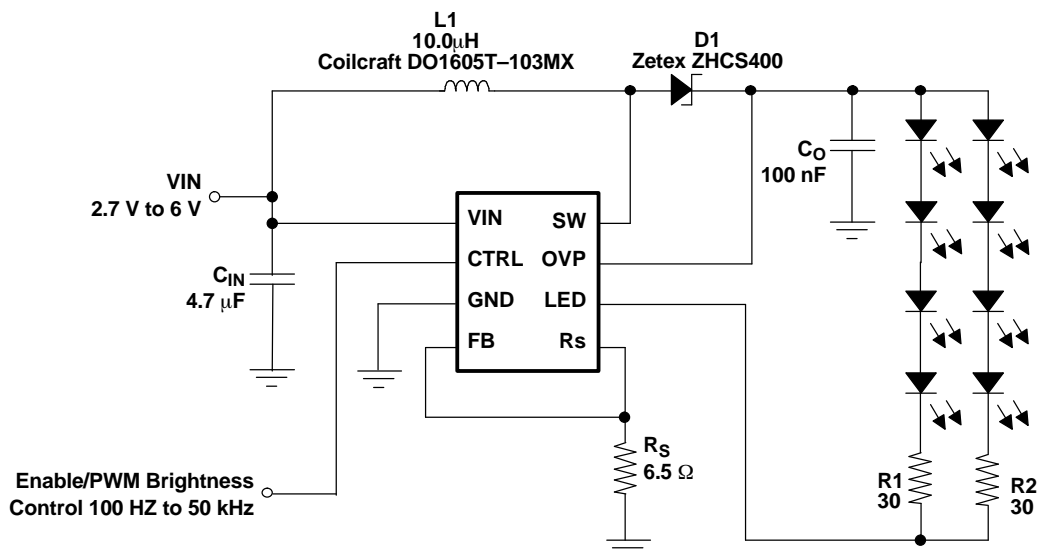 L1
10.0μH
Coilcraft DO1605T–103MX
D1
Zetex ZHCS400
VIN
2.7 V to 6 V
CIN
4.7 μF
VIN
SW
CTRL
OVP
GND
LED
FB
Rs
CO
100 nF
RS
6.5 Ω
R1
30
R2
30
Enable/PWM Brightness
Control 100 HZ to 50 kHz